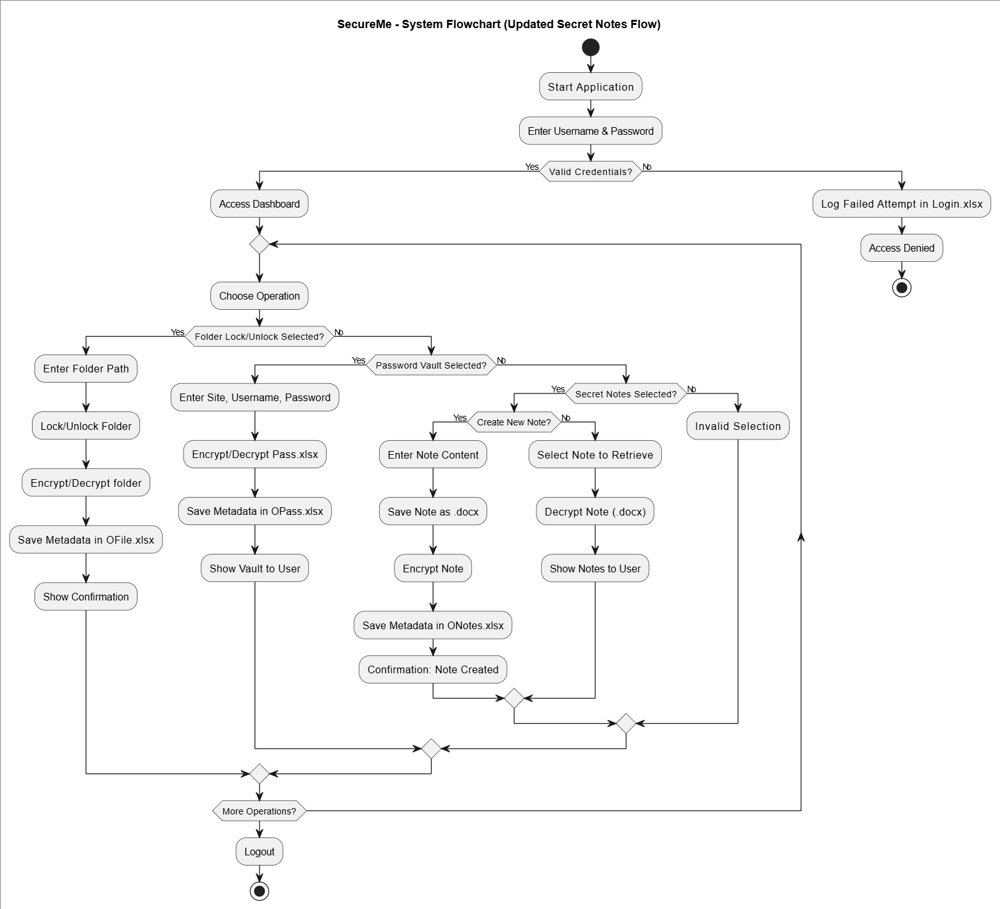 SecureMe - System Flowchart (Updated Secret Notes Flow)
Start Application
Enter Username & Password
Valid Credentials?
Yes
No
Access Dashboard
Log Failed Attempt in Login.xlsx
Access Denied
Choose Operation
Folder Lock/Unlock Selected?
Yes
No
Enter Folder Path
Lock/Unlock Folder
Encrypt/Decrypt folder
Save Metadata in OFile.xlsx
Show Confirmation
Password Vault Selected?
Yes
No
Enter Site, Username, Password
Encrypt/Decrypt Pass.xlsx
Save Metadata in OPass.xlsx
Show Vault to User
Secret Notes Selected?
Yes
No
Create New Note?
Yes
No
Enter Note Content
Save Note as .docx
Encrypt Note
Save Metadata in ONotes.xlsx
Confirmation: Note Created
Select Note to Retrieve
Decrypt Note (.docx)
Show Notes to User
Invalid Selection
More Operations?
Logout